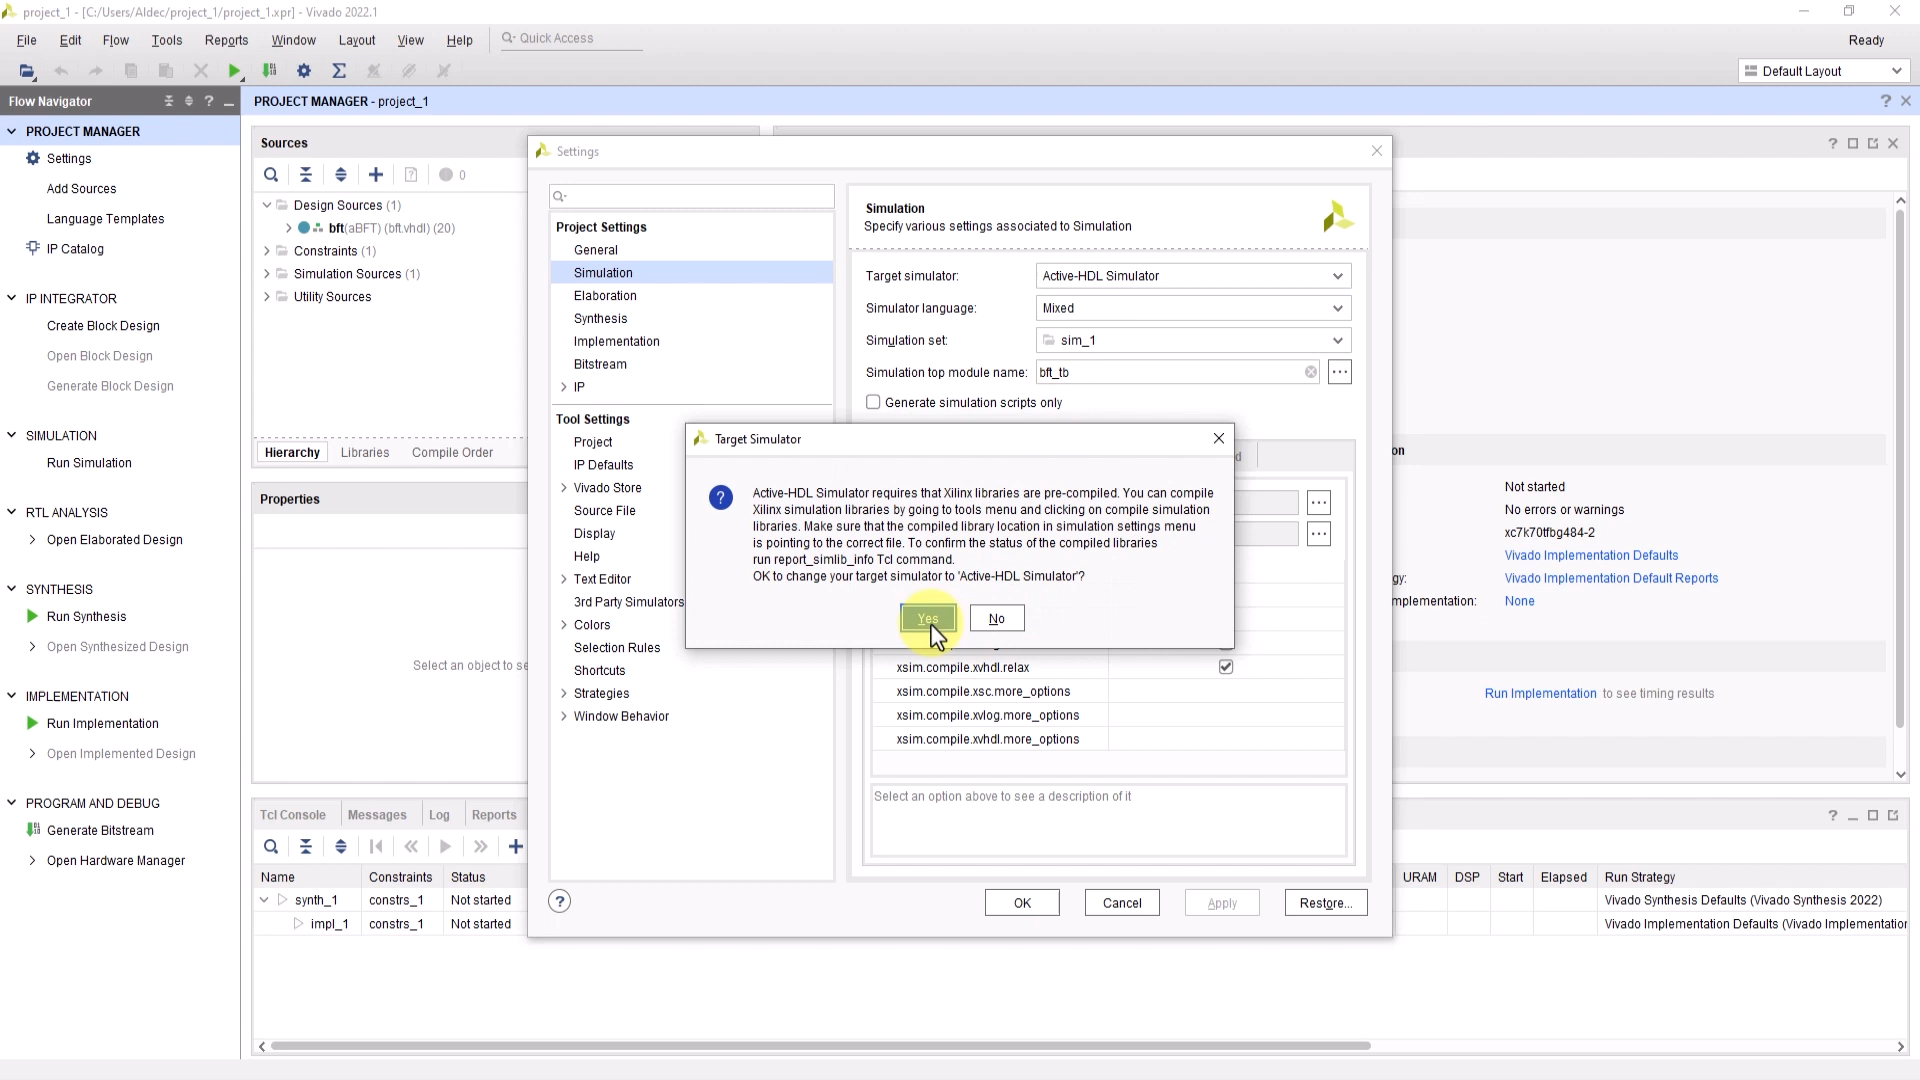 project_1 - [C:/Users/Aldec/project_1/project_1.xpr] - Vivado 2022.1
File Edit Flow Tools Reports Window Layout View Help Quick Access Ready
Default Layout
Flow Navigator
PROJECT MANAGER - project_1
PROJECT MANAGER
Settings
Add Sources
Language Templates
IP Catalog
IP INTEGRATOR
Create Block Design
Open Block Design
Generate Block Design
SIMULATION
Run Simulation
RTL ANALYSIS
Open Elaborated Design
SYNTHESIS
Run Synthesis
Open Synthesized Design
IMPLEMENTATION
Run Implementation
Open Implemented Design
PROGRAM AND DEBUG
Generate Bitstream
Open Hardware Manager
Sources
0
Design Sources (1)
bft(aBFT) (bft.vhdl) (20)
Constraints (1)
Simulation Sources (1)
Utility Sources
Hierarchy Libraries Compile Order
Properties
Select an object to se
Settings
Project Settings
General
Simulation
Elaboration
Synthesis
Implementation
Bitstream
IP
Tool Settings
Project
IP Defaults
Vivado Store
Source File
Display
Help
Text Editor
3rd Party Simulators
Colors
Selection Rules
Shortcuts
Strategies
Window Behavior
Simulation
Specify various settings associated to Simulation
Target simulator: Active-HDL Simulator
Simulator language: Mixed
Simulation set: sim_1
Simulation top module name: bft_tb
Generate simulation scripts only
d
Target Simulator
Active-HDL Simulator requires that Xilinx libraries are pre-compiled. You can compile
Xilinx simulation libraries by going to tools menu and clicking on compile simulation
libraries. Make sure that the compiled library location in simulation settings menu
is pointing to the correct file. To confirm the status of the compiled libraries
run report_simlib_info Tcl command.
OK to change your target simulator to 'Active-HDL Simulator'?
Yes No
xsim.compile.xvhdl.relax
xsim.compile.xsc.more_options
xsim.compile.xvlog.more_options
xsim.compile.xvhdl.more_options
Select an option above to see a description of it
OK Cancel Apply Restore...
on
Not started
No errors or warnings
xc7k70tfbg484-2
Vivado Implementation Defaults
gy: Vivado Implementation Default Reports
mplementation: None
Run Implementation to see timing results
Tcl Console Messages Log Reports
Name Constraints Status URAM DSP Start Elapsed Run Strategy
synth_1 constrs_1 Not started Vivado Synthesis Defaults (Vivado Synthesis 2022)
impl_1 constrs_1 Not started Vivado Implementation Defaults (Vivado Implementation